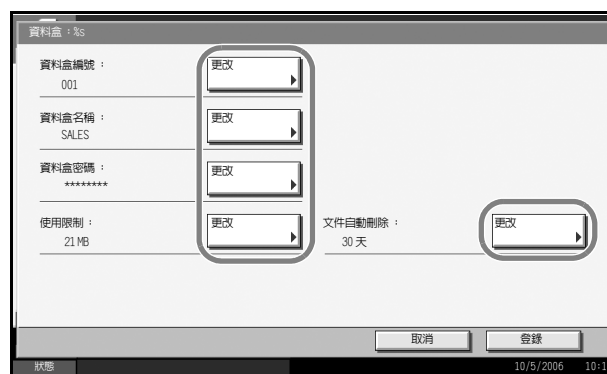 資料盒：%s
資料盒編號：
001
更改
資料盒名稱：
SALES
更改
資料盒密碼：
********
更改
使用限制：
21 MB
更改
文件自動刪除：
30 天
更改
取消
登錄
狀態
10/5/2006 10:1